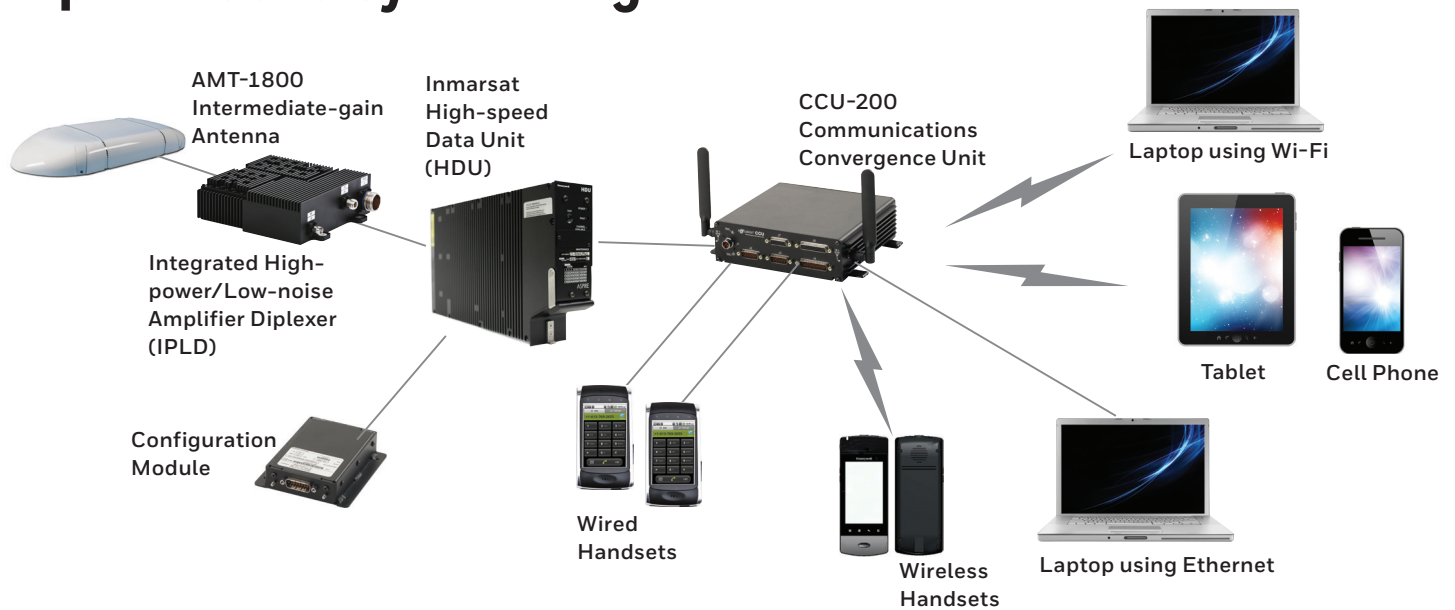 AMT-1800
Intermediate-gain
Antenna
Inmarsat
High-speed
Data Unit
(HDU)
CCU-200
Communications
Convergence Unit
Laptop using Wi-Fi
Integrated High-
power/Low-noise
Amplifier Diplexer
(IPLD)
HDU
ASPIRE
CCU
Tablet
Cell Phone
Configuration
Module
Wired
Handsets
Wireless
Handsets
Laptop using Ethernet